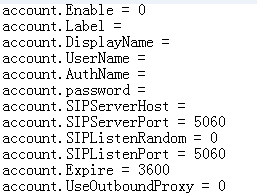 account.Enable = 0
account.Label =
account.DisplayName =
account.UserName =
account.AuthName =
account.password =
account.SIPServerHost =
account.SIPServerPort = 5060
account.SIPListenRandom = 0
account.SIPListenPort = 5060
account.Expire = 3600
account.UseOutboundProxy = 0